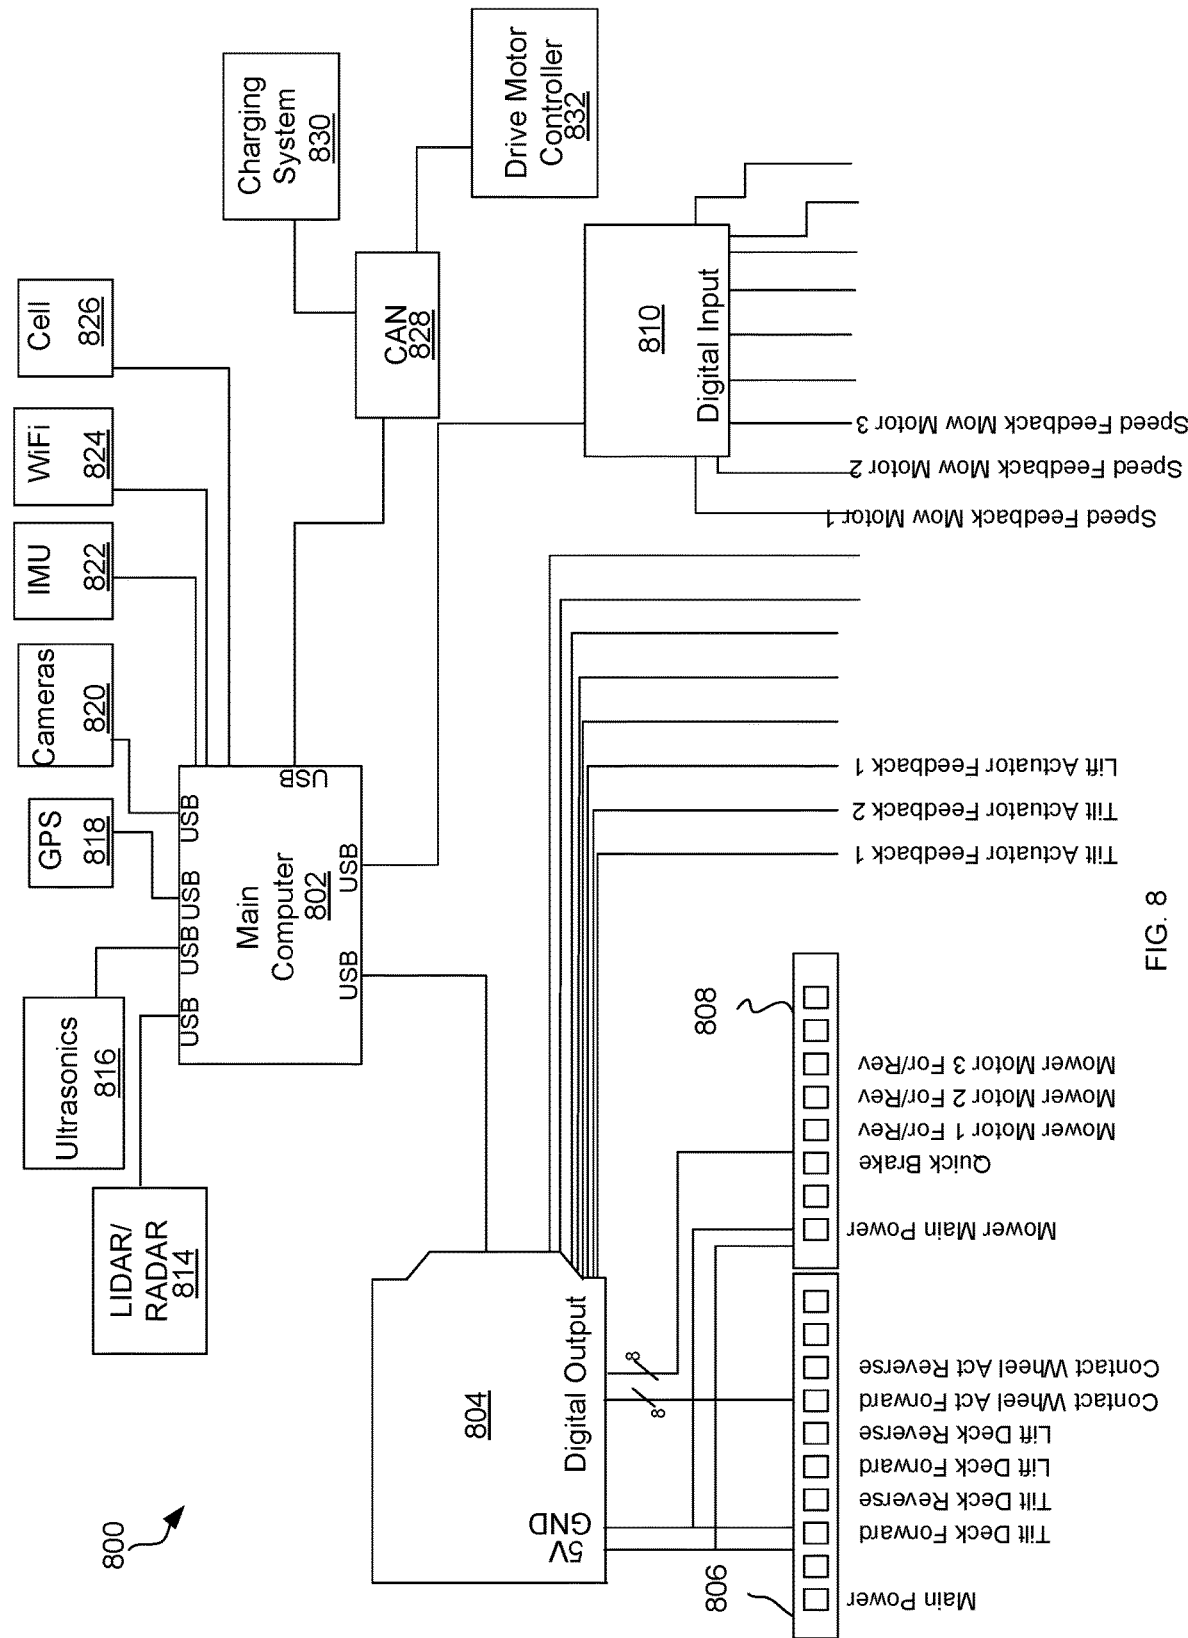 800
LIDAR/
RADAR
814
Ultrasonics
816
GPS
818
Cameras
820
IMU
822
WiFi
824
Cell
826
USB
USB
USB
USB
Main
Computer
802
USB
USB
USB
Charging
System
830
CAN
828
Drive Motor
Controller
832
804
Digital Output
5V
GND
8
8
810
Digital Input
806
808
Main Power
Tilt Deck Forward
Tilt Deck Reverse
Lift Deck Forward
Lift Deck Reverse
Contact Wheel Act Forward
Contact Wheel Act Reverse
Mower Main Power
Quick Brake
Mower Motor 1 For/Rev
Mower Motor 2 For/Rev
Mower Motor 3 For/Rev
Tilt Actuator Feedback 1
Tilt Actuator Feedback 2
Lift Actuator Feedback 1
Speed Feedback Mow Motor 1
Speed Feedback Mow Motor 2
Speed Feedback Mow Motor 3
FIG. 8